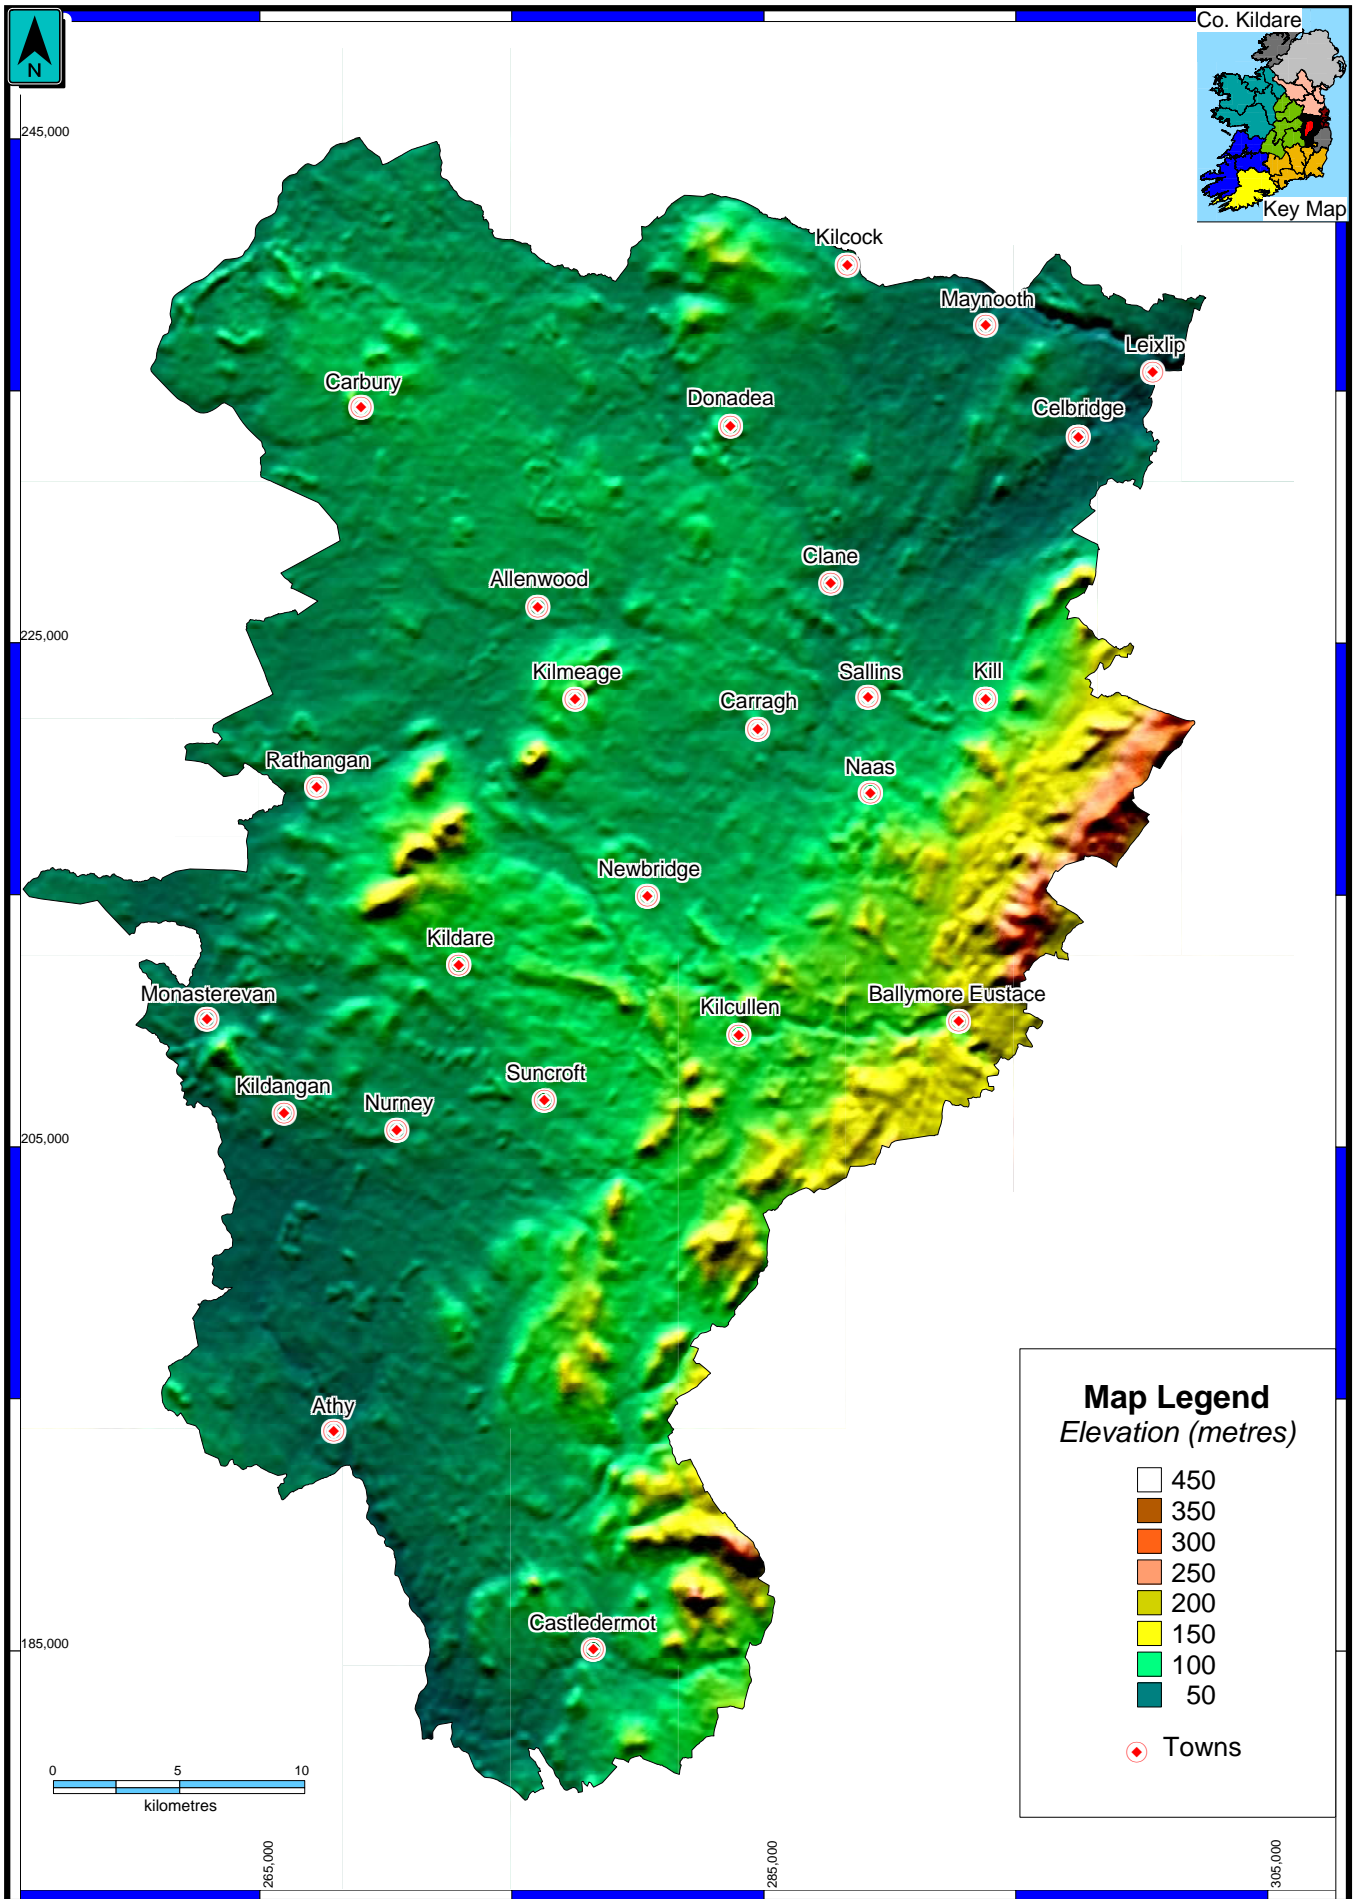 Co. Kildare
N
Key Map
245,000
Kilcock
Maynooth
Leixlip
Carbury
Donadea
Celbridge
Clane
Allenwood
225,000
Kilmeage
Sallins
Kill
Carragh
Rathangan
Naas
Newbridge
Kildare
Monasterevan
Ballymore Eustace
Kilcullen
Suncroft
Kildangan
Nurney
205,000
Athy
Map Legend
Elevation (metres)
450
350
300
250
200
150
100
50
Towns
Castledermot
185,000
0 5 10
kilometres
265,000
285,000
305,000